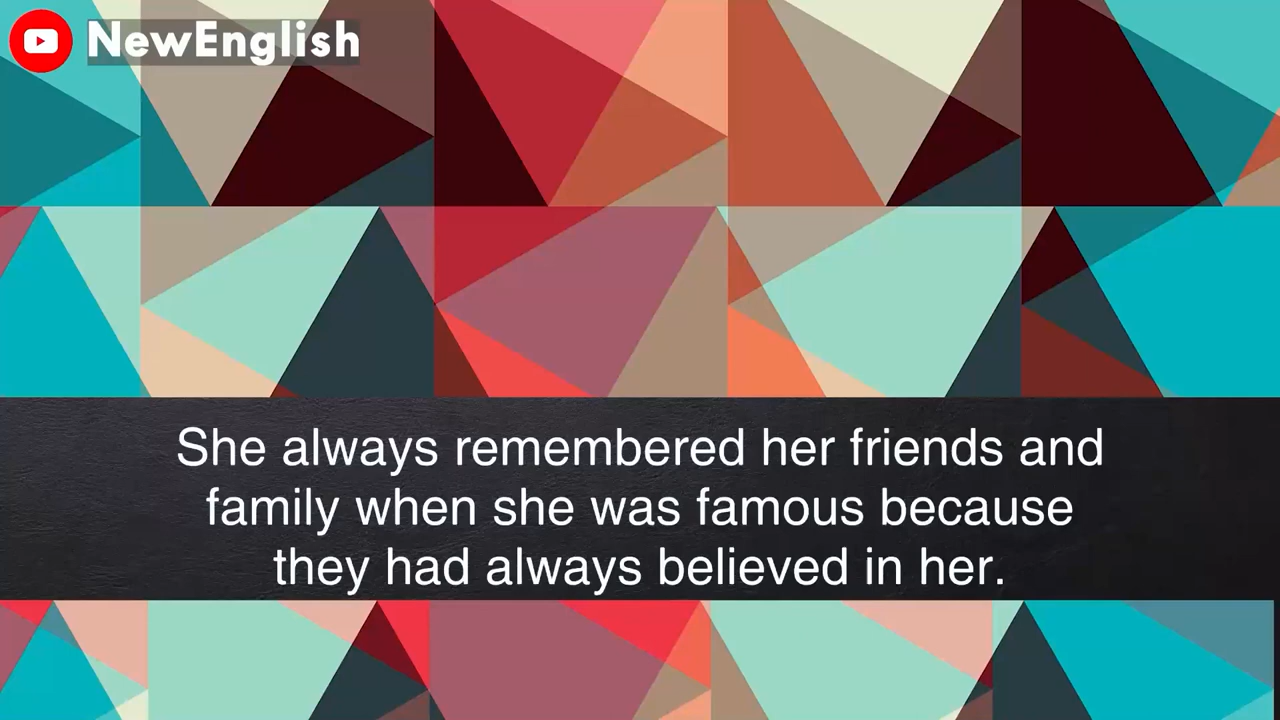 NewEnglish
She always remembered her friends and
family when she was famous because
they had always believed in her.